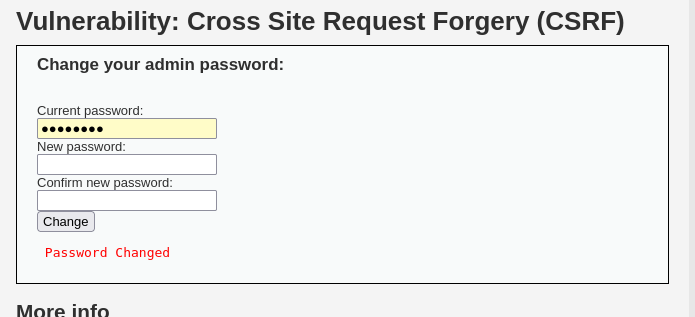 Vulnerability: Cross Site Request Forgery (CSRF)
Change your admin password:
Current password:
●●●●●●●●
New password:
Confirm new password:
Change
Password Changed
More info